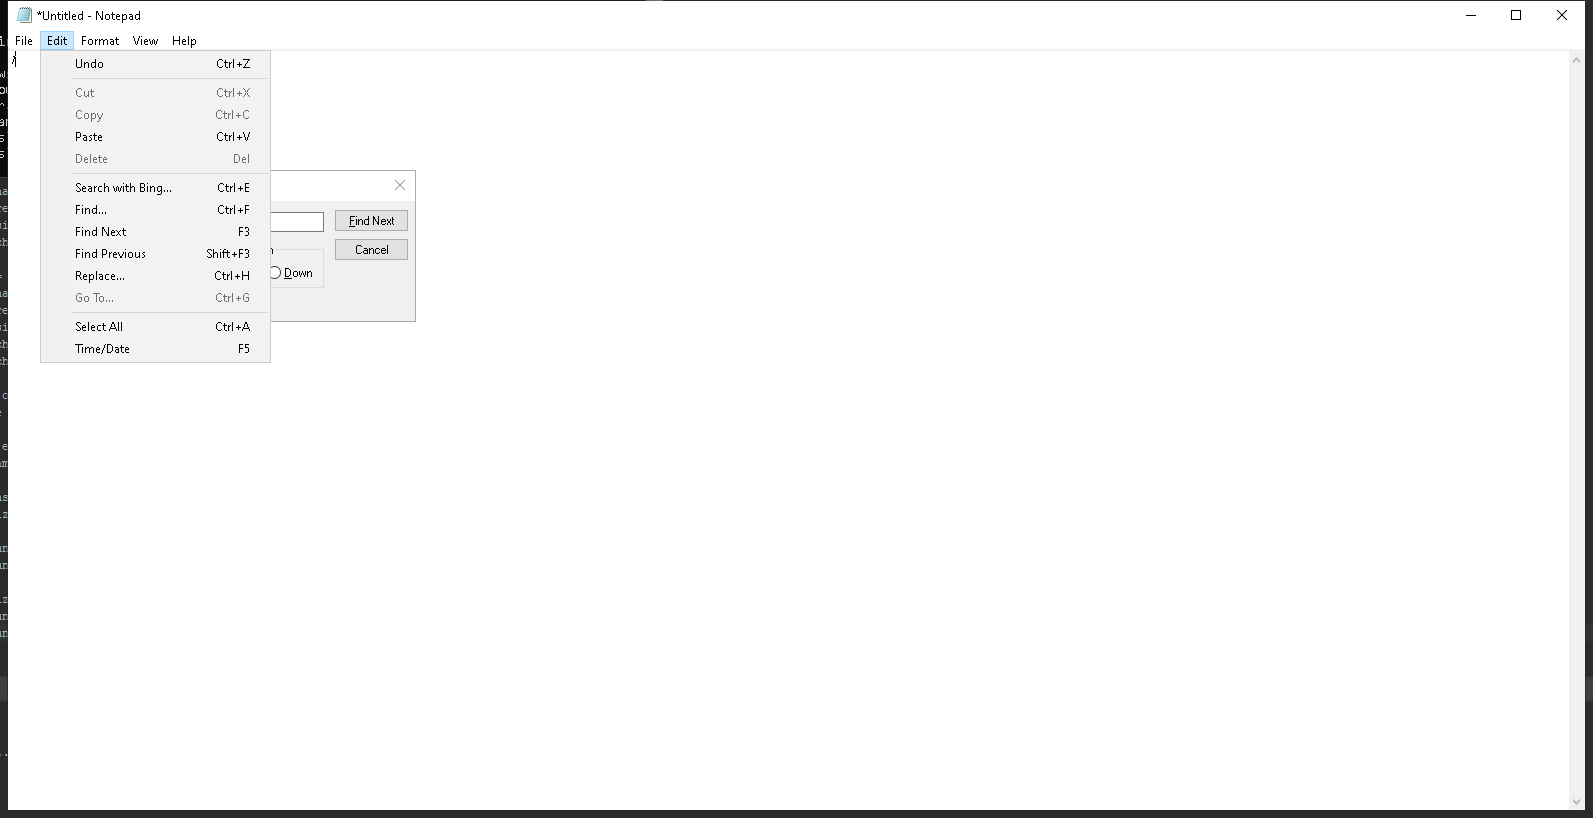 *Untitled - Notepad
File Edit Format View Help
Undo Ctrl+Z
Cut Ctrl+X
Copy Ctrl+C
Paste Ctrl+V
Delete Del
Search with Bing... Ctrl+E
Find... Ctrl+F
Find Next F3
Find Previous Shift+F3
Replace... Ctrl+H
Go To... Ctrl+G
Select All Ctrl+A
Time/Date F5
Find Next
Cancel
Down